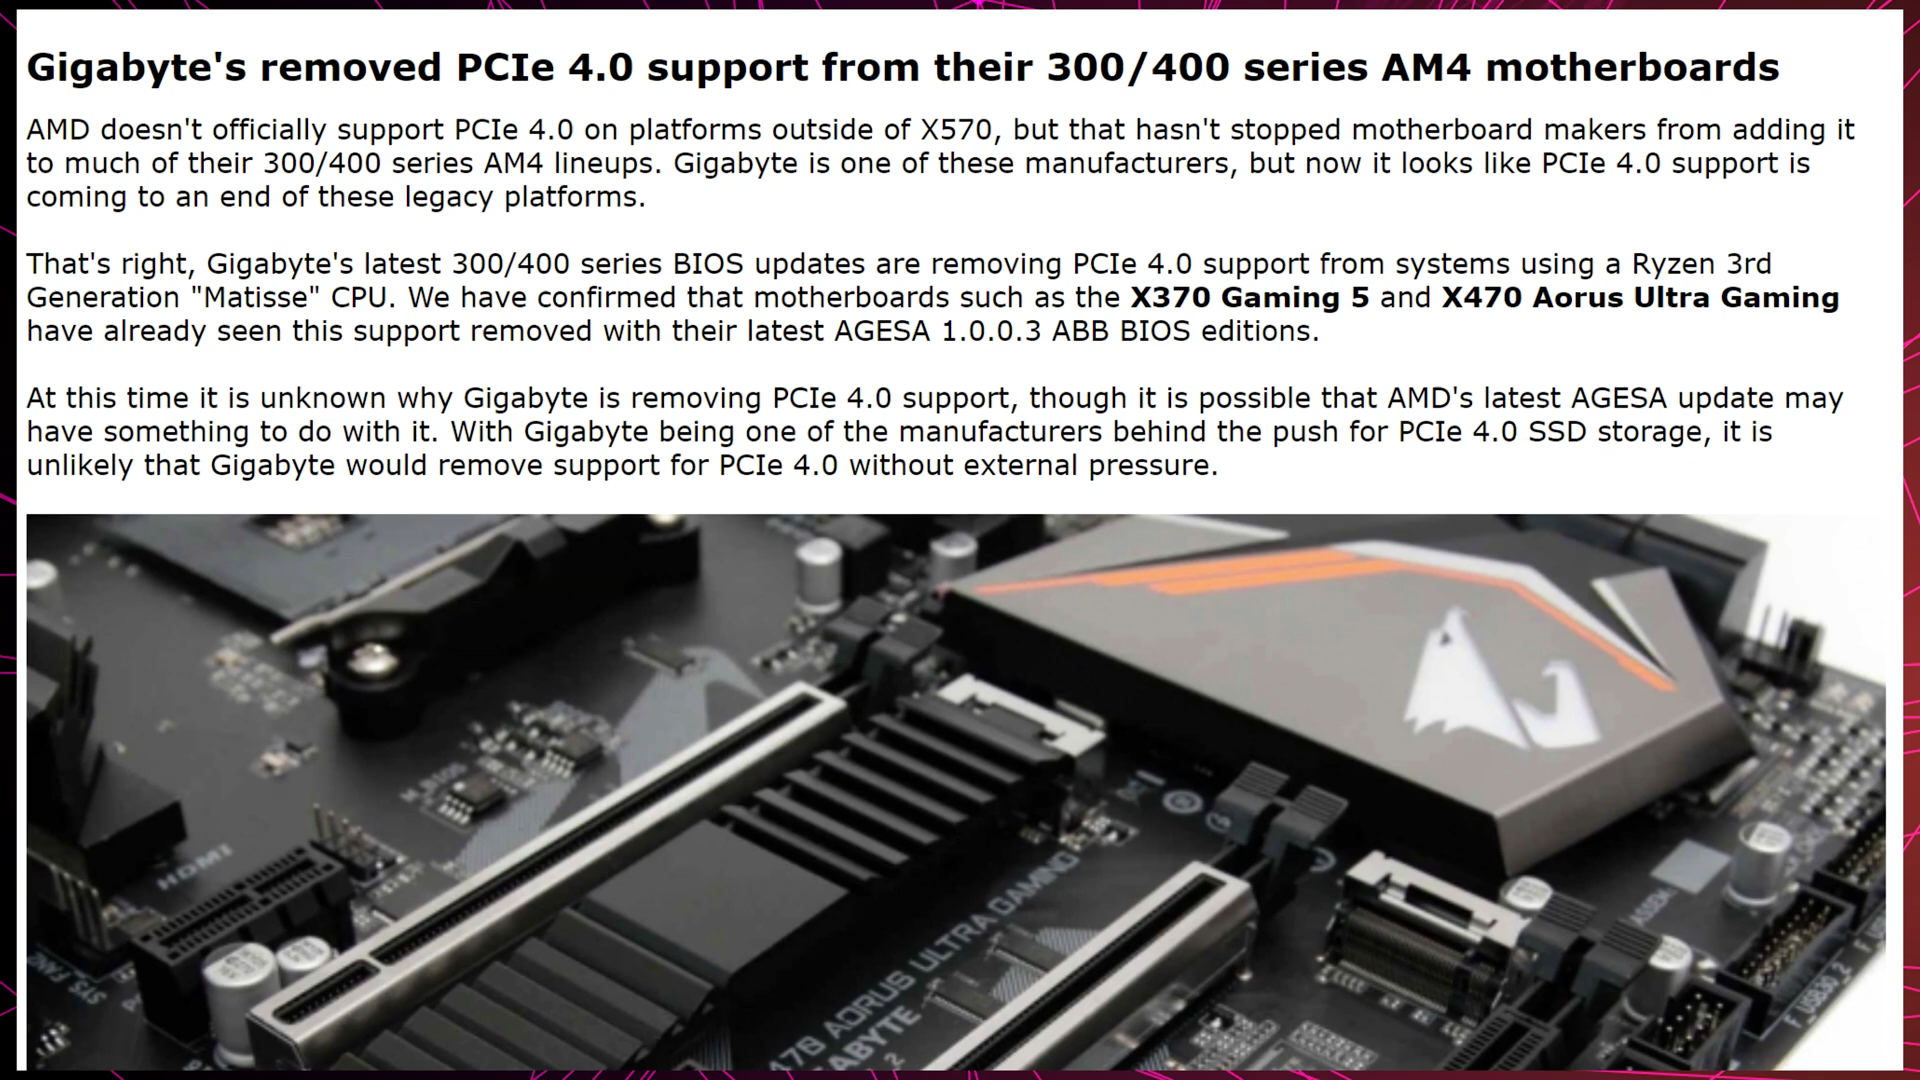 Gigabyte's removed PCIe 4.0 support from their 300/400 series AM4 motherboards
AMD doesn't officially support PCIe 4.0 on platforms outside of X570, but that hasn't stopped motherboard makers from adding it
to much of their 300/400 series AM4 lineups. Gigabyte is one of these manufacturers, but now it looks like PCIe 4.0 support is
coming to an end of these legacy platforms.
That's right, Gigabyte's latest 300/400 series BIOS updates are removing PCIe 4.0 support from systems using a Ryzen 3rd
Generation "Matisse" CPU. We have confirmed that motherboards such as the X370 Gaming 5 and X470 Aorus Ultra Gaming
have already seen this support removed with their latest AGESA 1.0.0.3 ABB BIOS editions.
At this time it is unknown why Gigabyte is removing PCIe 4.0 support, though it is possible that AMD's latest AGESA update may
have something to do with it. With Gigabyte being one of the manufacturers behind the push for PCIe 4.0 SSD storage, it is
unlikely that Gigabyte would remove support for PCIe 4.0 without external pressure.
HDMI
AORUS ULTRA GAMING
F_USB30_2